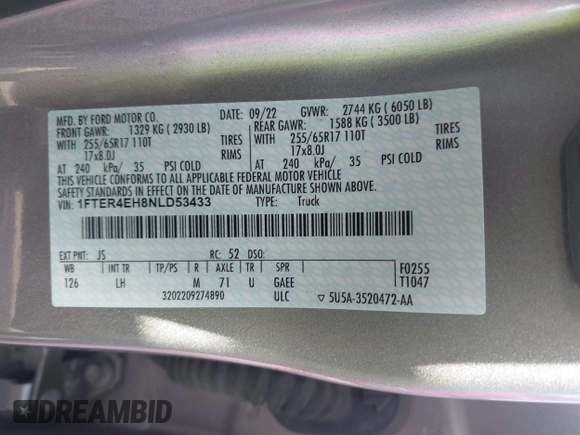 MFD. BY FORD MOTOR CO.
DATE: 09/22 GVWR: 2744 KG ( 6050 LB)
FRONT GAWR: 1329 KG ( 2930 LB) REAR GAWR: 1588 KG ( 3500 LB)
WITH 255/65R17 110T TIRES WITH 255/65R17 110T TIRES
17x8.0J RIMS 17x8.0J RIMS
AT 240 kPa/ 35 PSI COLD AT 240 kPa/ 35 PSI COLD
THIS VEHICLE CONFORMS TO ALL APPLICABLE FEDERAL MOTOR VEHICLE
SAFETY STANDARDS IN EFFECT ON THE DATE OF MANUFACTURE SHOWN ABOVE.
VIN: 1FTER4EH8NLD53433 TYPE: Truck
EXT PNT: JS RC: 52 DSO:
WB INT TR TP/PS R AXLE TR SPR F0255
126 LH M 71 U GAEE T1047
3202209274890 ULC ▽ 5U5A-3520472-AA
DREAMBID